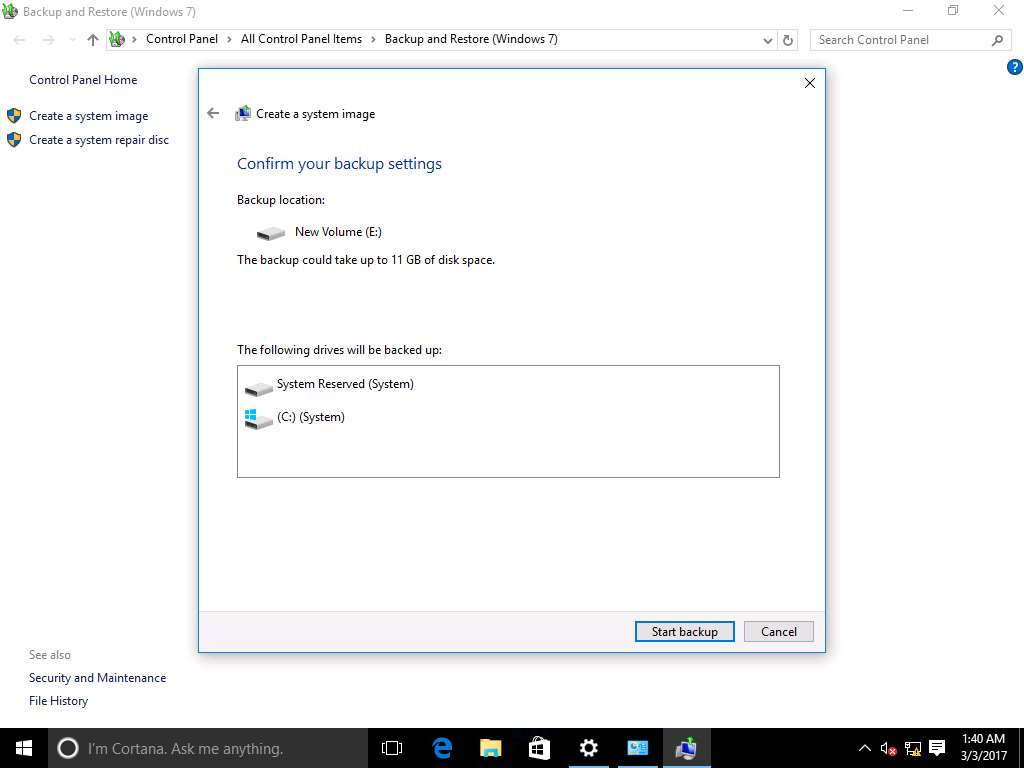 Backup and Restore (Windows 7)
Control Panel > All Control Panel Items > Backup and Restore (Windows 7)
Search Control Panel
?
Control Panel Home
Create a system image
Create a system repair disc
Create a system image
Confirm your backup settings
Backup location:
New Volume (E:)
The backup could take up to 11 GB of disk space.
The following drives will be backed up:
System Reserved (System)
(C:) (System)
Start backup
Cancel
See also
Security and Maintenance
File History
I'm Cortana. Ask me anything.
1:40 AM
3/3/2017